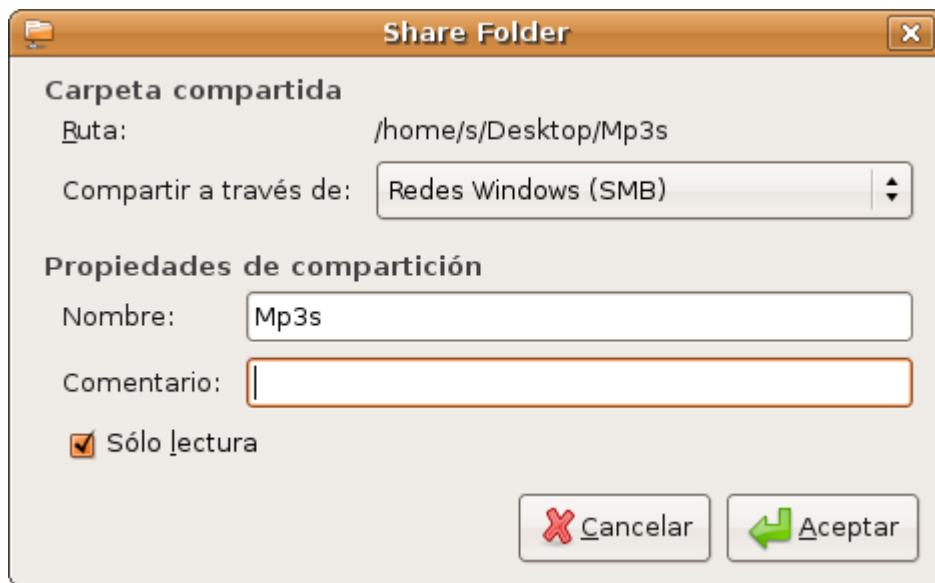 Share Folder
Carpeta compartida
Ruta: /home/s/Desktop/Mp3s
Compartir a través de: Redes Windows (SMB)
Propiedades de compartición
Nombre: Mp3s
Comentario:
Sólo lectura
Cancelar Aceptar